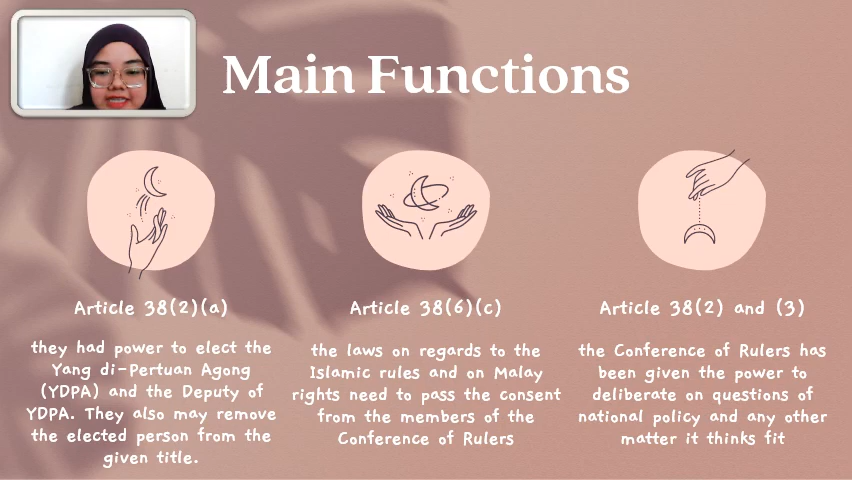 Main Functions
Article 38(2)(a)
they had power to elect the
Yang di-Pertuan Agong
(YDPA) and the Deputy of
YDPA. They also may remove
the elected person from the
given title.
Article 38(6)(c)
the laws on regards to the
Islamic rules and on Malay
rights need to pass the consent
from the members of the
Conference of Rulers
Article 38(2) and (3)
the Conference of Rulers has
been given the power to
deliberate on questions of
national policy and any other
matter it thinks fit